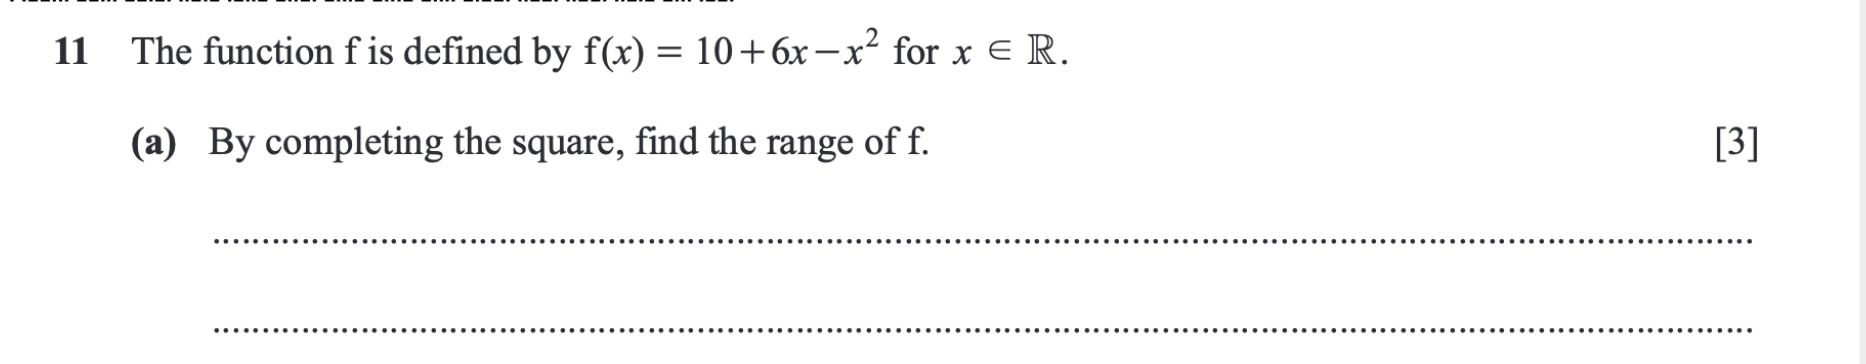 11 The function f is defined by f(x) = 10+6x−x² for x ∈ ℝ.
(a) By completing the square, find the range of f. [3]